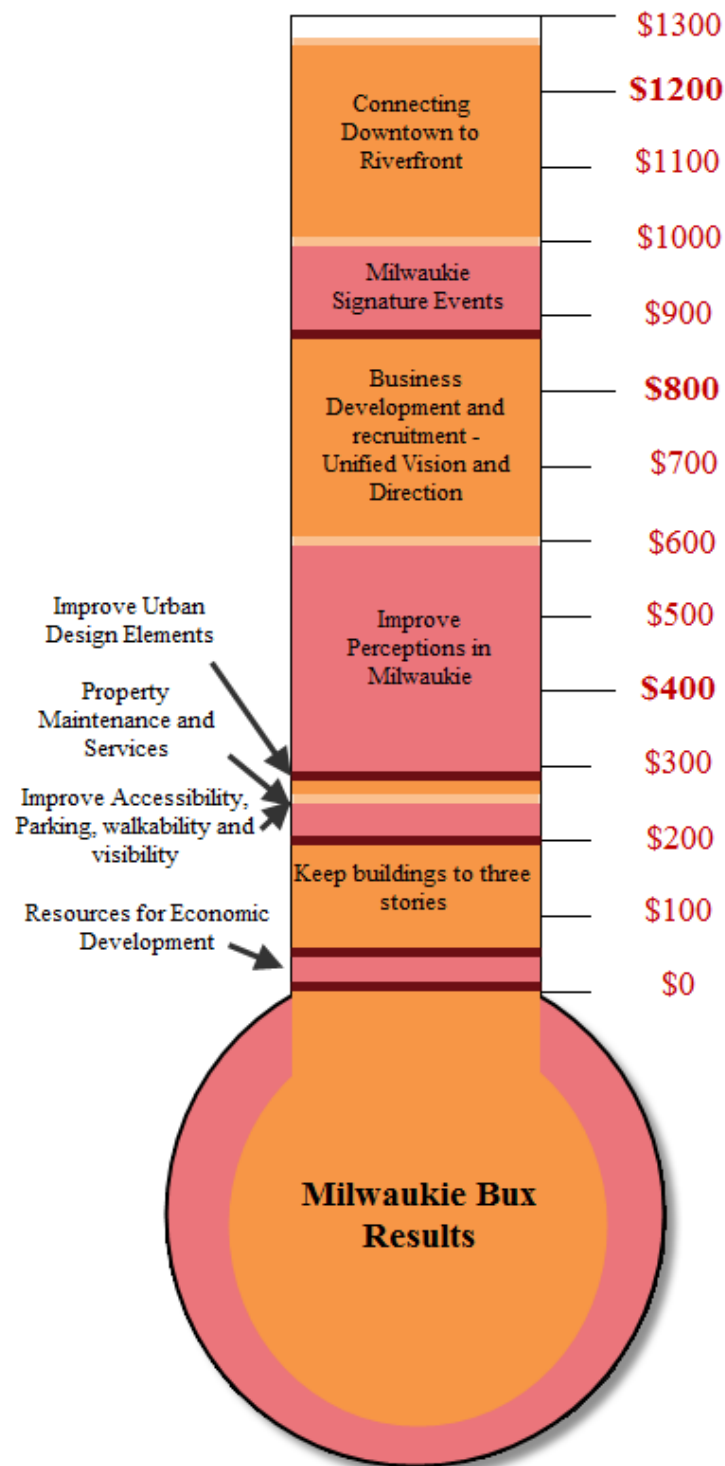 $1300
Connecting
Downtown to
Riverfront
$1200
$1100
$1000
Milwaukie
Signature Events
$900
Business
Development and
recruitment -
Unified Vision and
Direction
$800
$700
$600
Improve Urban
Design Elements
Improve
Perceptions in
Milwaukie
$500
$400
Property
Maintenance and
Services
$300
Improve Accessibility,
Parking, walkability and
visibility
$200
Keep buildings to three
stories
$100
Resources for Economic
Development
$0
Milwaukie Bux
Results